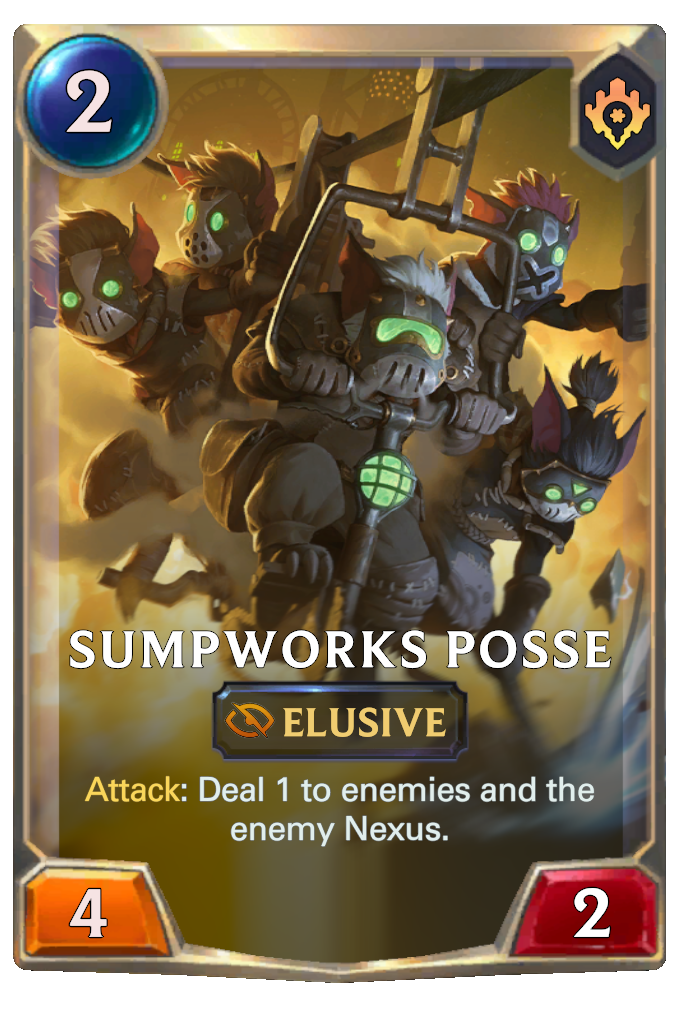 2
SUMPWORKS POSSE
ELUSIVE
Attack: Deal 1 to enemies and the
enemy Nexus.
4
2